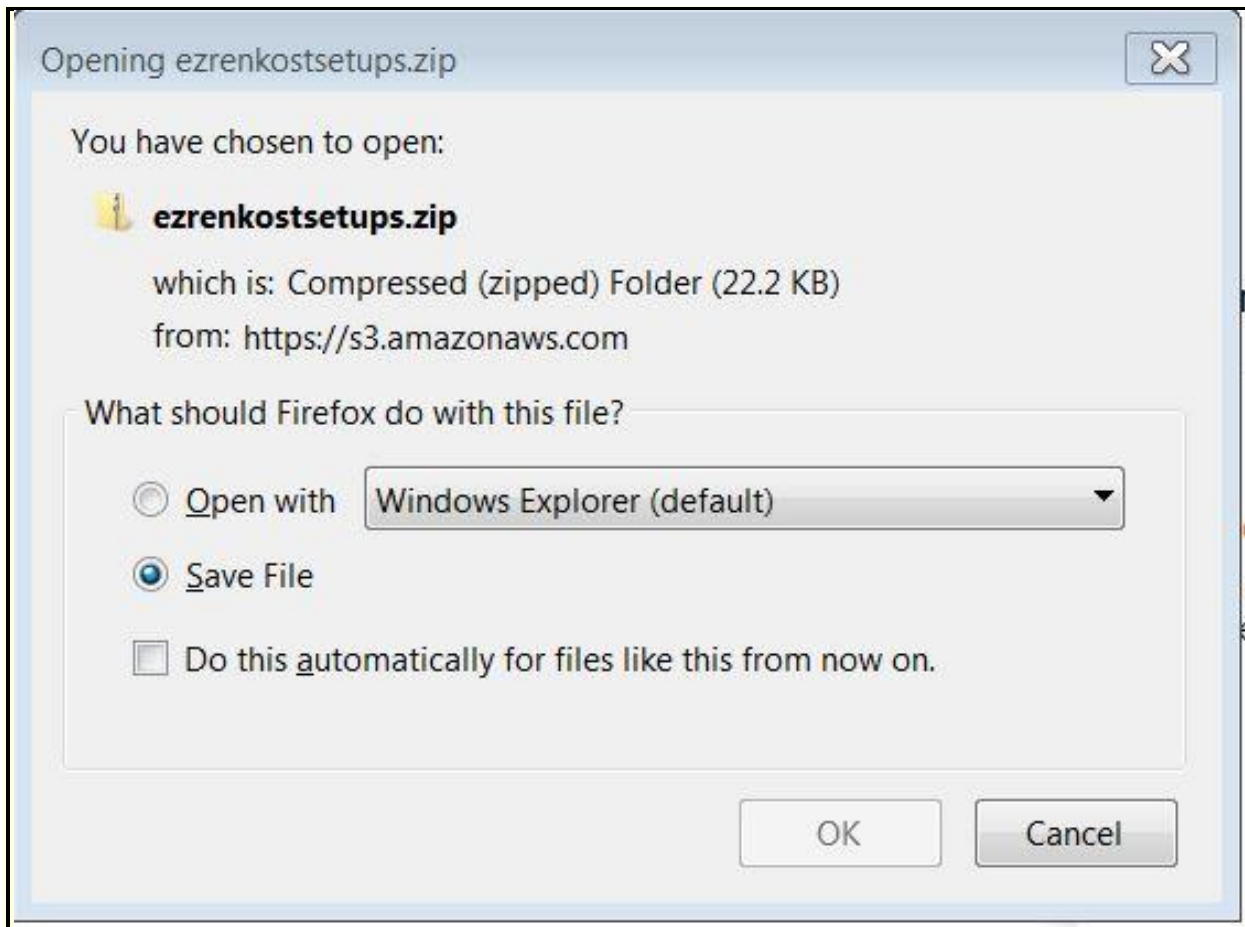 Opening ezrenkostsetups.zip
You have chosen to open:
ezrenkostsetups.zip
which is: Compressed (zipped) Folder (22.2 KB)
from: https://s3.amazonaws.com
What should Firefox do with this file?
Open with Windows Explorer (default)
Save File
Do this automatically for files like this from now on.
OK Cancel